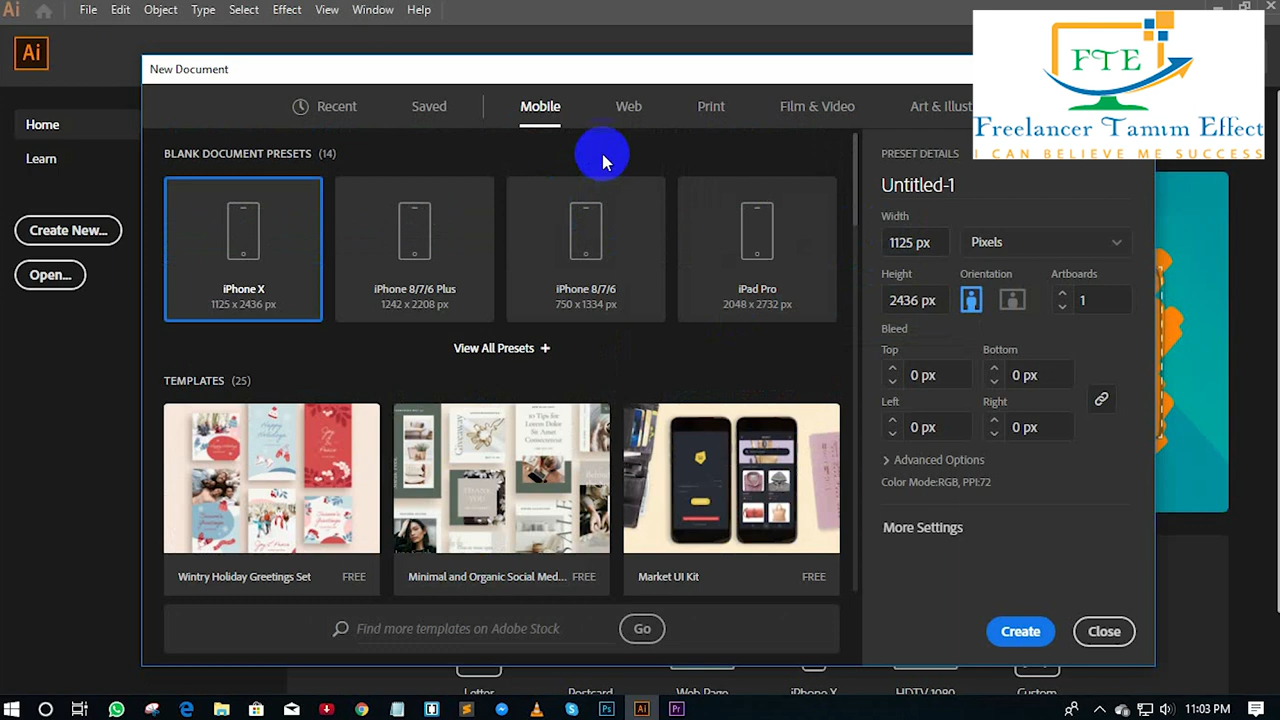 Ai File Edit Object Type Select Effect View Window Help
Ai
New Document
Recent Saved Mobile Web Print Film & Video Art & Illust
FTE
Freelancer Tamim Effect
I CAN BELIEVE ME SUCCESS
Home
Learn
Create New...
Open...
BLANK DOCUMENT PRESETS (14)
iPhone X
1125 x 2436 px
iPhone 8/7/6 Plus
1242 x 2208 px
iPhone 8/7/6
750 x 1334 px
iPad Pro
2048 x 2732 px
View All Presets +
TEMPLATES (25)
Wintry Holiday Greetings Set FREE
Minimal and Organic Social Med... FREE
Market UI Kit FREE
Find more templates on Adobe Stock
Go
PRESET DETAILS
Untitled-1
Width
1125 px Pixels
Height Orientation Artboards
2436 px 1
Bleed
Top Bottom
0 px 0 px
Left Right
0 px 0 px
Advanced Options
Color Mode:RGB, PPI:72
More Settings
Create Close
Letter Postcard Web Page iPhone X HDTV 1080 Custom
Ps Ai Pr
11:03 PM